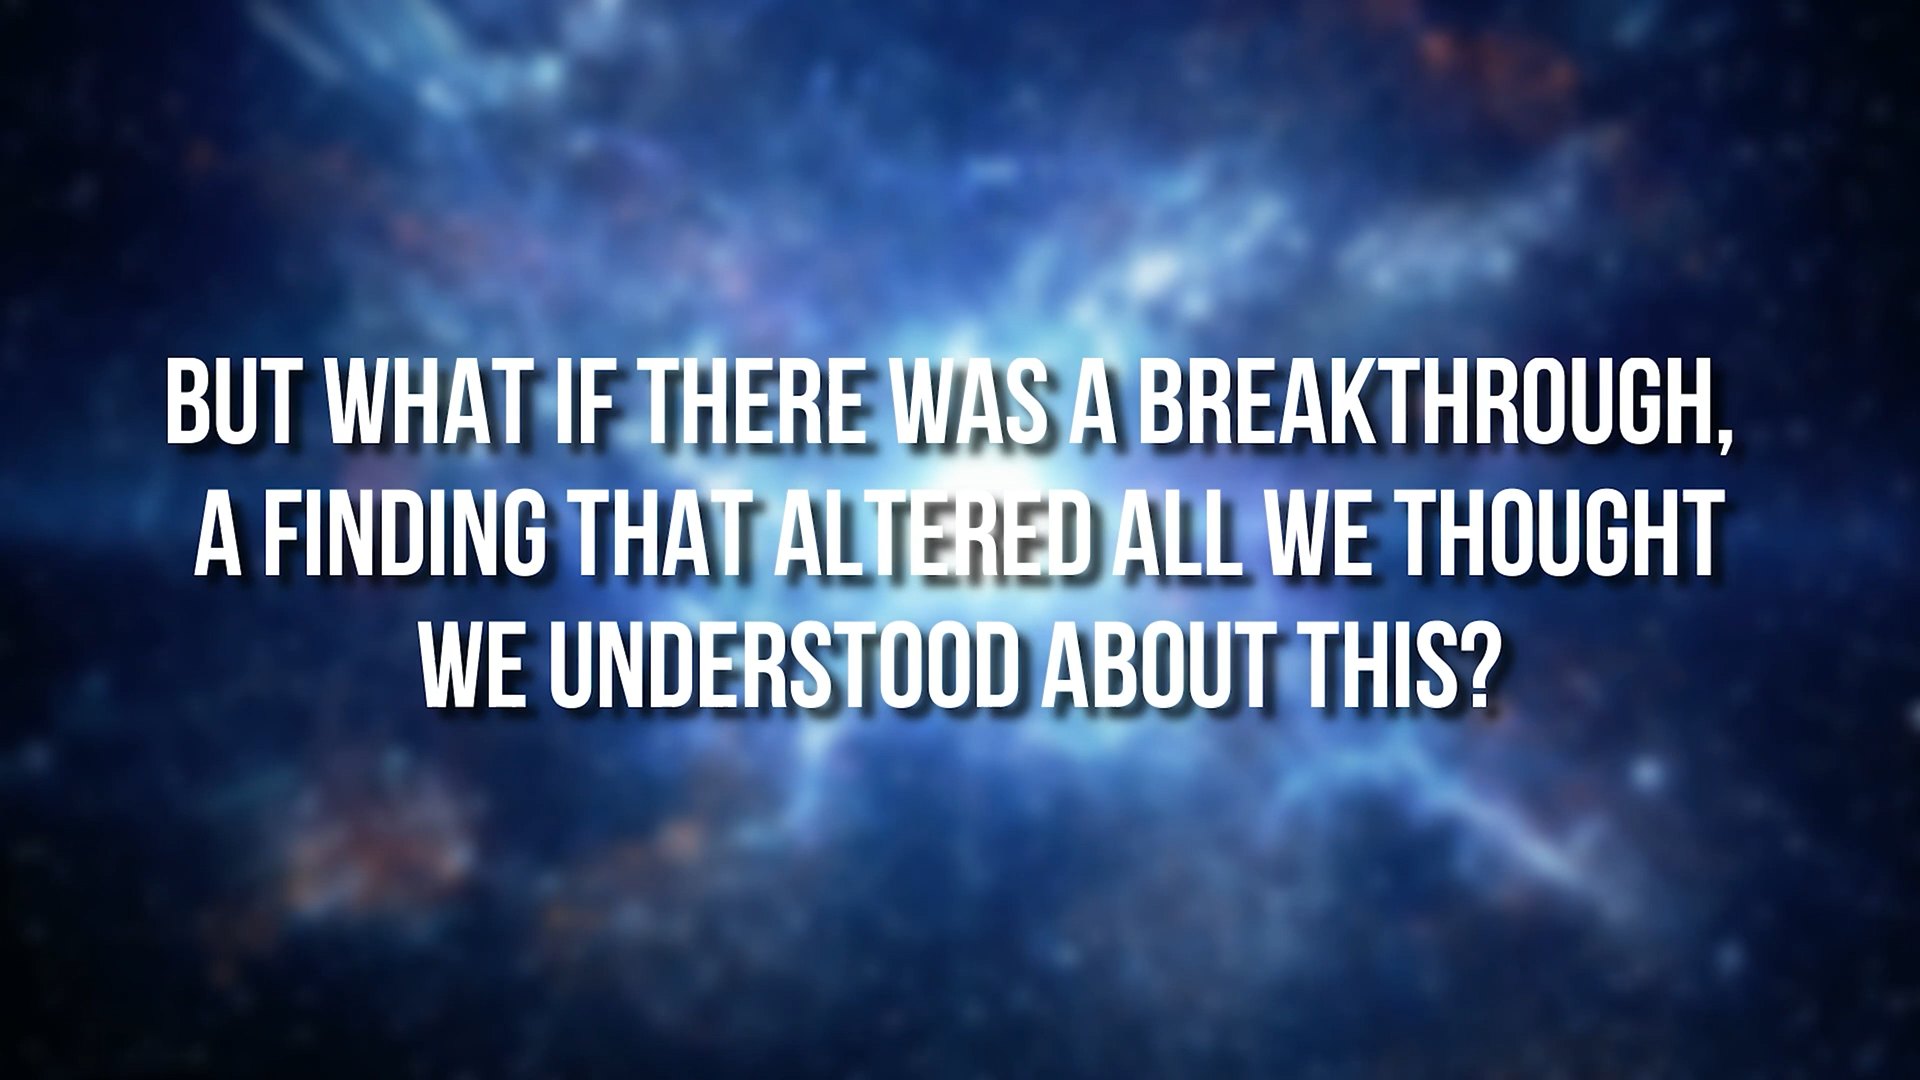 BUT WHAT IF THERE WAS A BREAKTHROUGH,
A FINDING THAT ALTERED ALL WE THOUGHT
WE UNDERSTOOD ABOUT THIS?